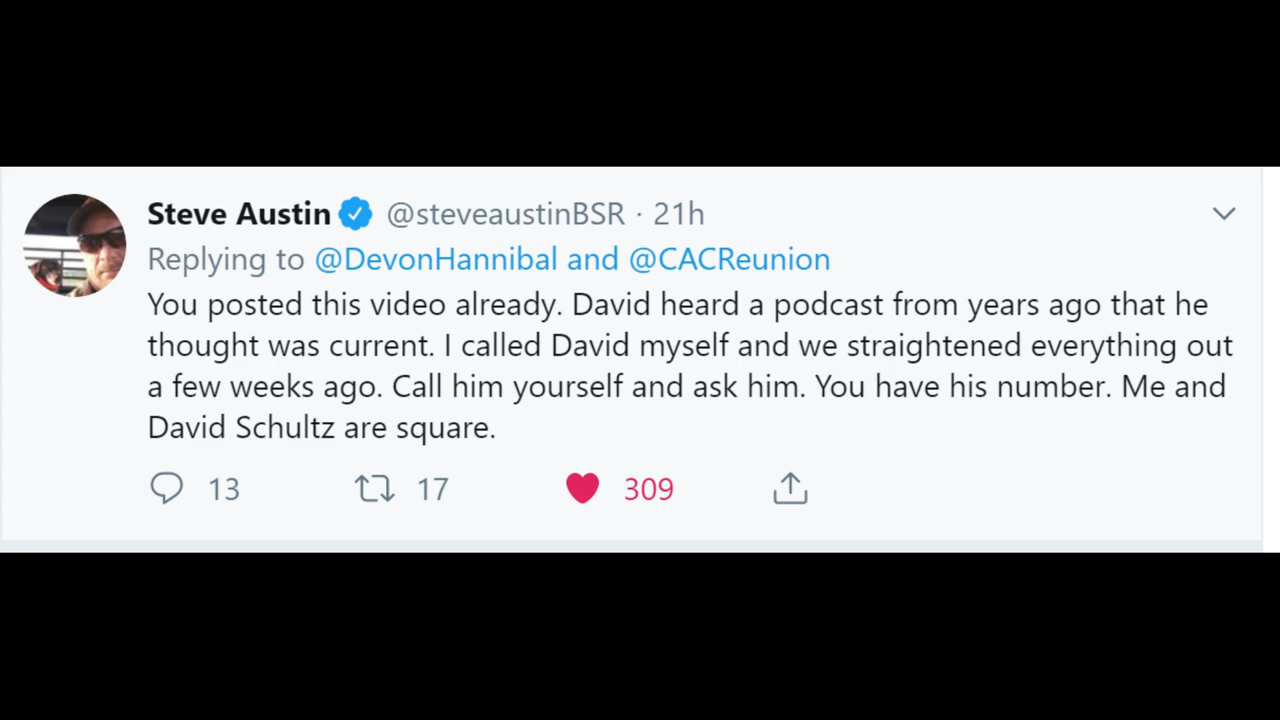 Steve Austin @steveaustinBSR · 21h
Replying to @DevonHannibal and @CACReunion
You posted this video already. David heard a podcast from years ago that he
thought was current. I called David myself and we straightened everything out
a few weeks ago. Call him yourself and ask him. You have his number. Me and
David Schultz are square.
13 17 309